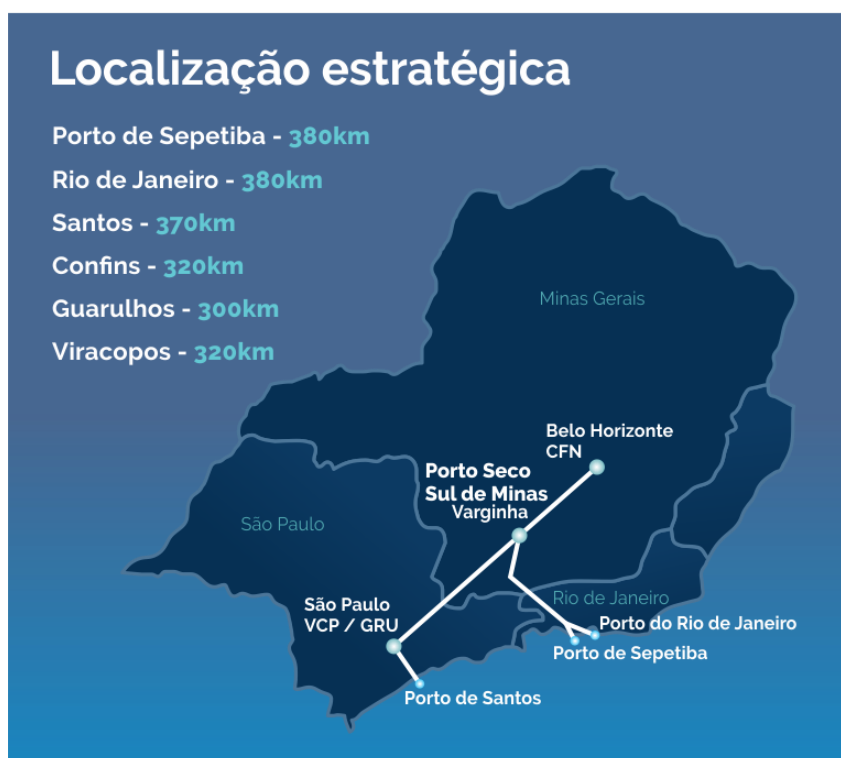 Localização estratégica
Porto de Sepetiba - 380km
Rio de Janeiro - 380km
Santos - 370km
Confins - 320km
Guarulhos - 300km
Viracopos - 320km
Minas Gerais
Belo Horizonte
CFN
Porto Seco
Sul de Minas
Varginha
São Paulo
Rio de Janeiro
São Paulo
VCP / GRU
Porto do Rio de Janeiro
Porto de Sepetiba
Porto de Santos